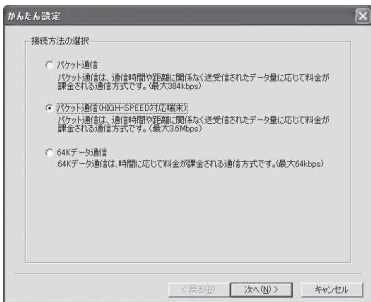 かんたん設定
接続方法の選択
パケット通信
パケット通信は、通信時間や距離に関係なく送受信されたデータ量に応じて料金が
課金される通信方式です。(最大384kbps)
パケット通信(HIGH-SPEED対応端末)
パケット通信は、通信時間や距離に関係なく送受信されたデータ量に応じて料金が
課金される通信方式です。(最大3.6Mbps)
64Kデータ通信
64Kデータ通信は、時間に応じて料金が課金される通信方式です。(最大64kbps)
< 戻る(B)
次へ(N) >
キャンセル